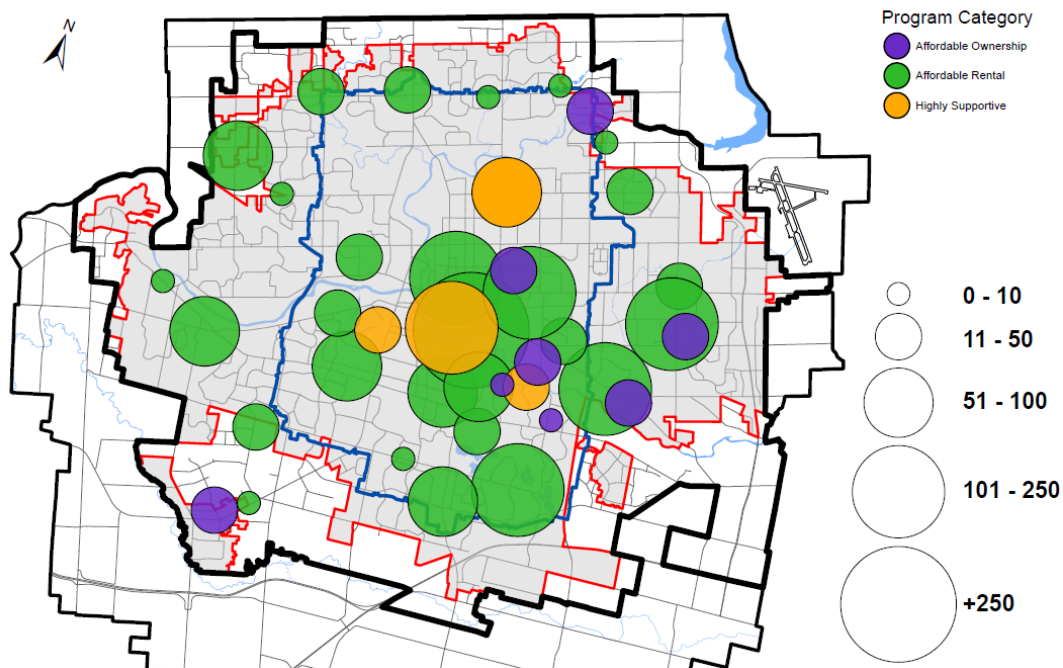 N
Program Category
Affordable Ownership
Affordable Rental
Highly Supportive
0 - 10
11 - 50
51 - 100
101 - 250
+250